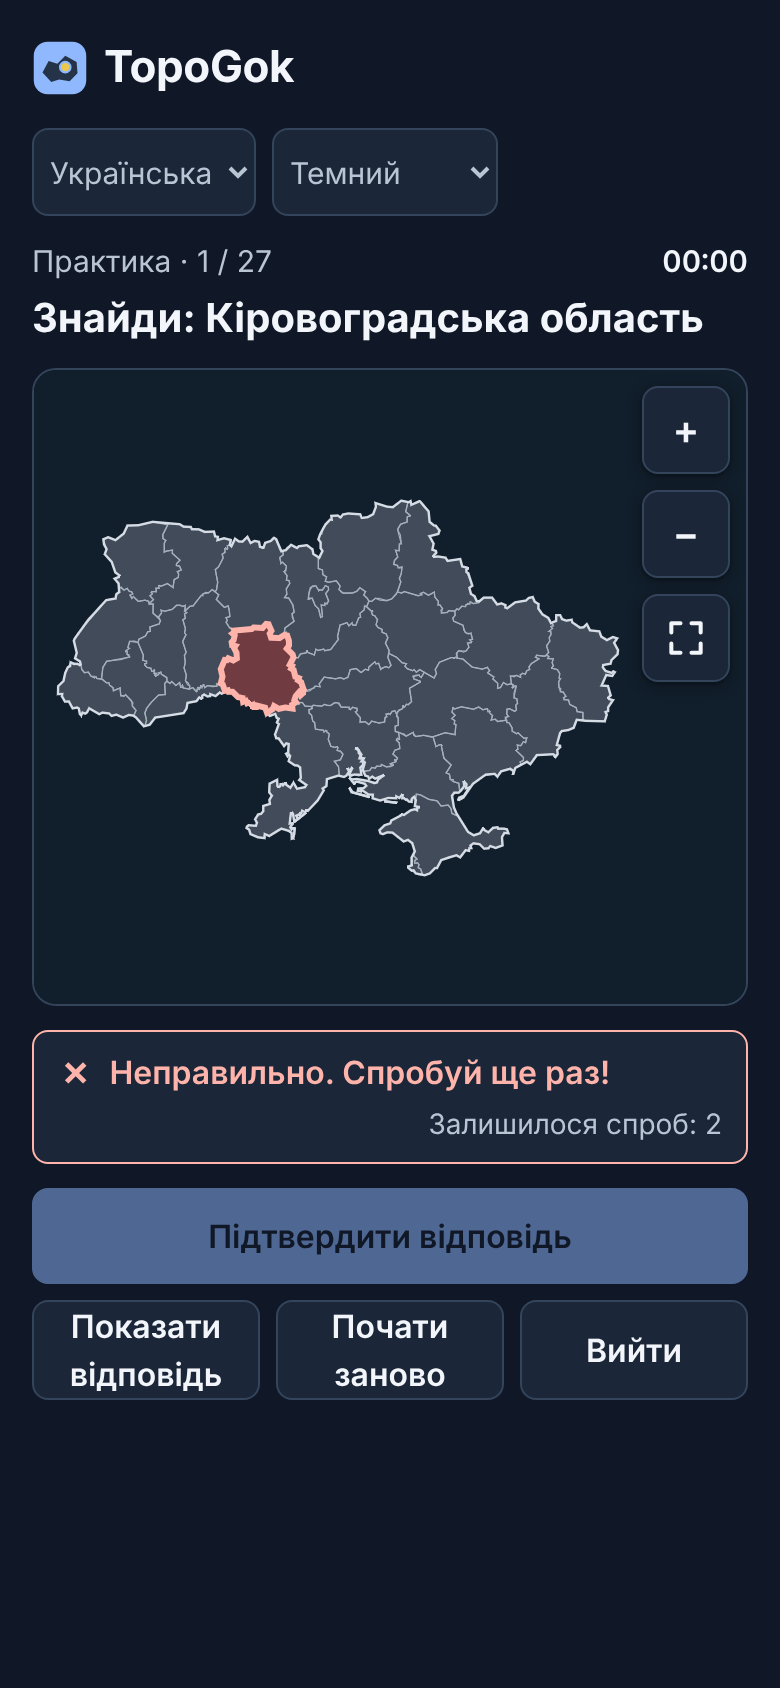 TopoGok
Українська
Темний
Практика · 1 / 27
00:00
Знайди: Кіровоградська область
+
−
✕ Неправильно. Спробуй ще раз!
Залишилося спроб: 2
Підтвердити відповідь
Показати
відповідь
Почати
заново
Вийти